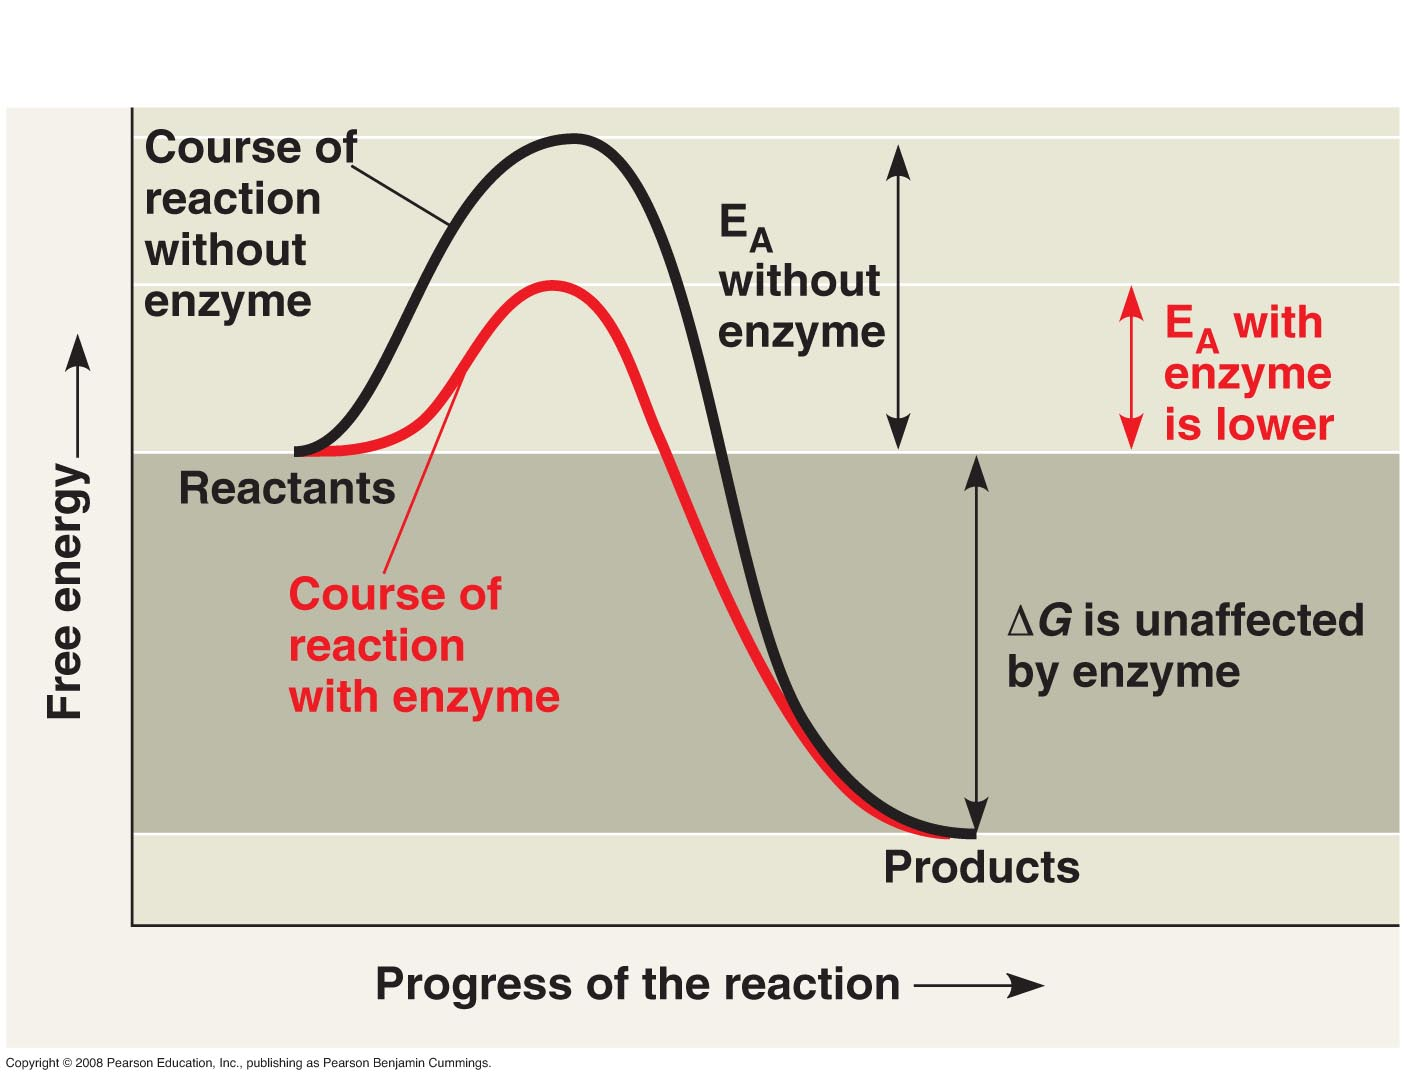 Course of
reaction
without
enzyme
E_A
without
enzyme
E_A with
enzyme
is lower
Reactants
Free energy
Course of
reaction
with enzyme
ΔG is unaffected
by enzyme
Products
Progress of the reaction
Copyright © 2008 Pearson Education, Inc., publishing as Pearson Benjamin Cummings.